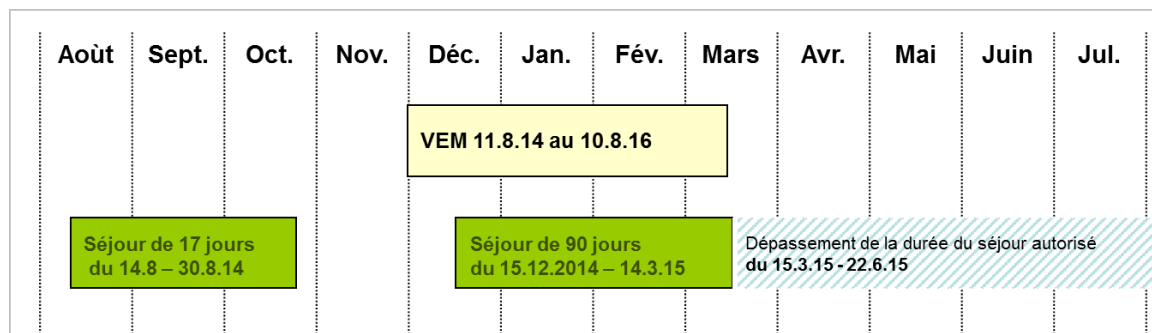 Aoùt Sept. Oct. Nov. Déc. Jan. Fév. Mars Avr. Mai Juin Jul.
VEM 11.8.14 au 10.8.16
Séjour de 17 jours
du 14.8 – 30.8.14
Séjour de 90 jours
du 15.12.2014 – 14.3.15
Dépassement de la durée du séjour autorisé
du 15.3.15 - 22.6.15